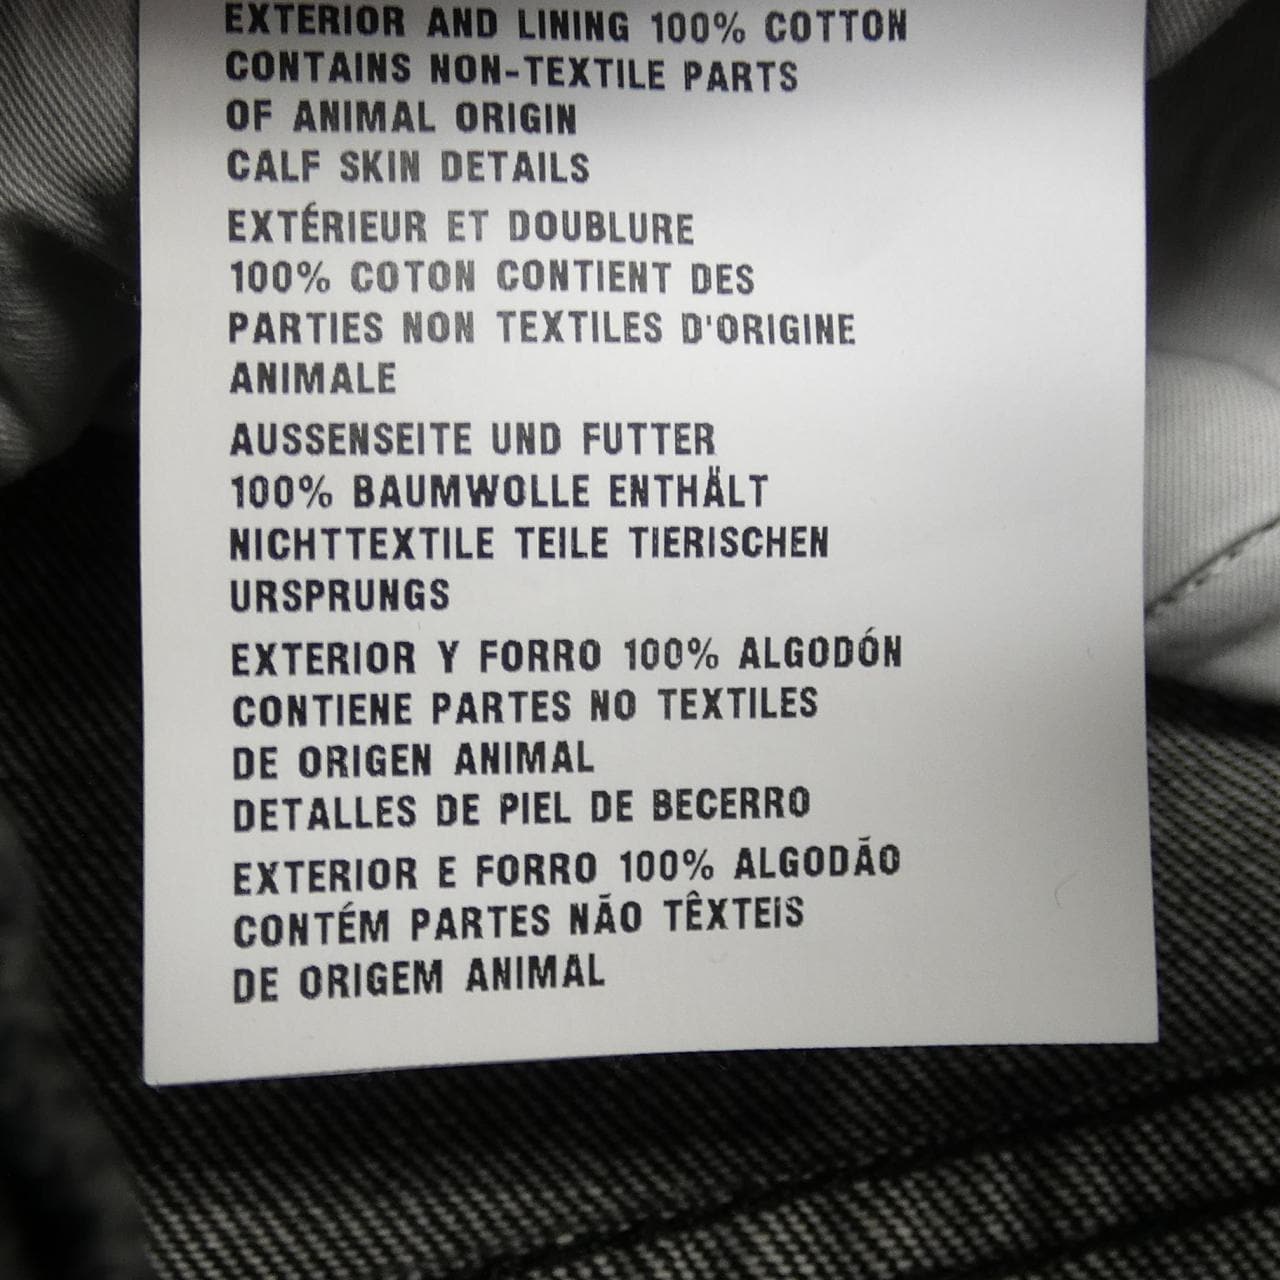 EXTERIOR AND LINING 100% COTTON
CONTAINS NON-TEXTILE PARTS
OF ANIMAL ORIGIN
CALF SKIN DETAILS
EXTÉRIEUR ET DOUBLURE
100% COTON CONTIENT DES
PARTIES NON TEXTILES D'ORIGINE
ANIMALE
AUSSENSEITE UND FUTTER
100% BAUMWOLLE ENTHÄLT
NICHTTEXTILE TEILE TIERISCHEN
URSPRUNGS
EXTERIOR Y FORRO 100% ALGODÓN
CONTIENE PARTES NO TEXTILES
DE ORIGEN ANIMAL
DETALLES DE PIEL DE BECERRO
EXTERIOR E FORRO 100% ALGODÃO
CONTÉM PARTES NÃO TÊXTEIS
DE ORIGEM ANIMAL